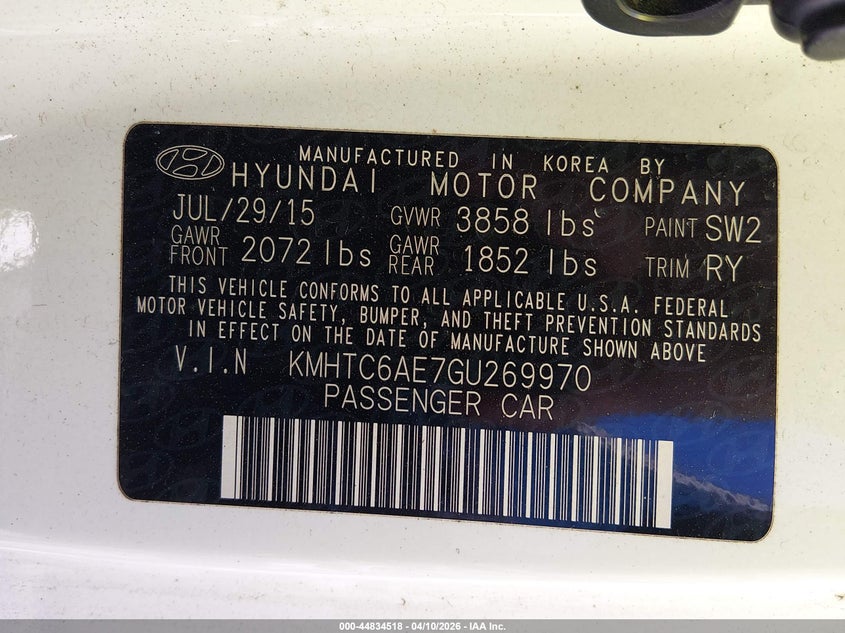 MANUFACTURED IN KOREA BY
HYUNDAI MOTOR COMPANY
JUL/29/15 GVWR 3858 lbs PAINT SW2
GAWR FRONT 2072 lbs GAWR REAR 1852 lbs TRIM RY
THIS VEHICLE CONFORMS TO ALL APPLICABLE U.S.A. FEDERAL
MOTOR VEHICLE SAFETY, BUMPER, AND THEFT PREVENTION STANDARDS
IN EFFECT ON THE DATE OF MANUFACTURE SHOWN ABOVE
V.I.N KMHTC6AE7GU269970
PASSENGER CAR
000-44834518 - 04/10/2026 - IAA Inc.